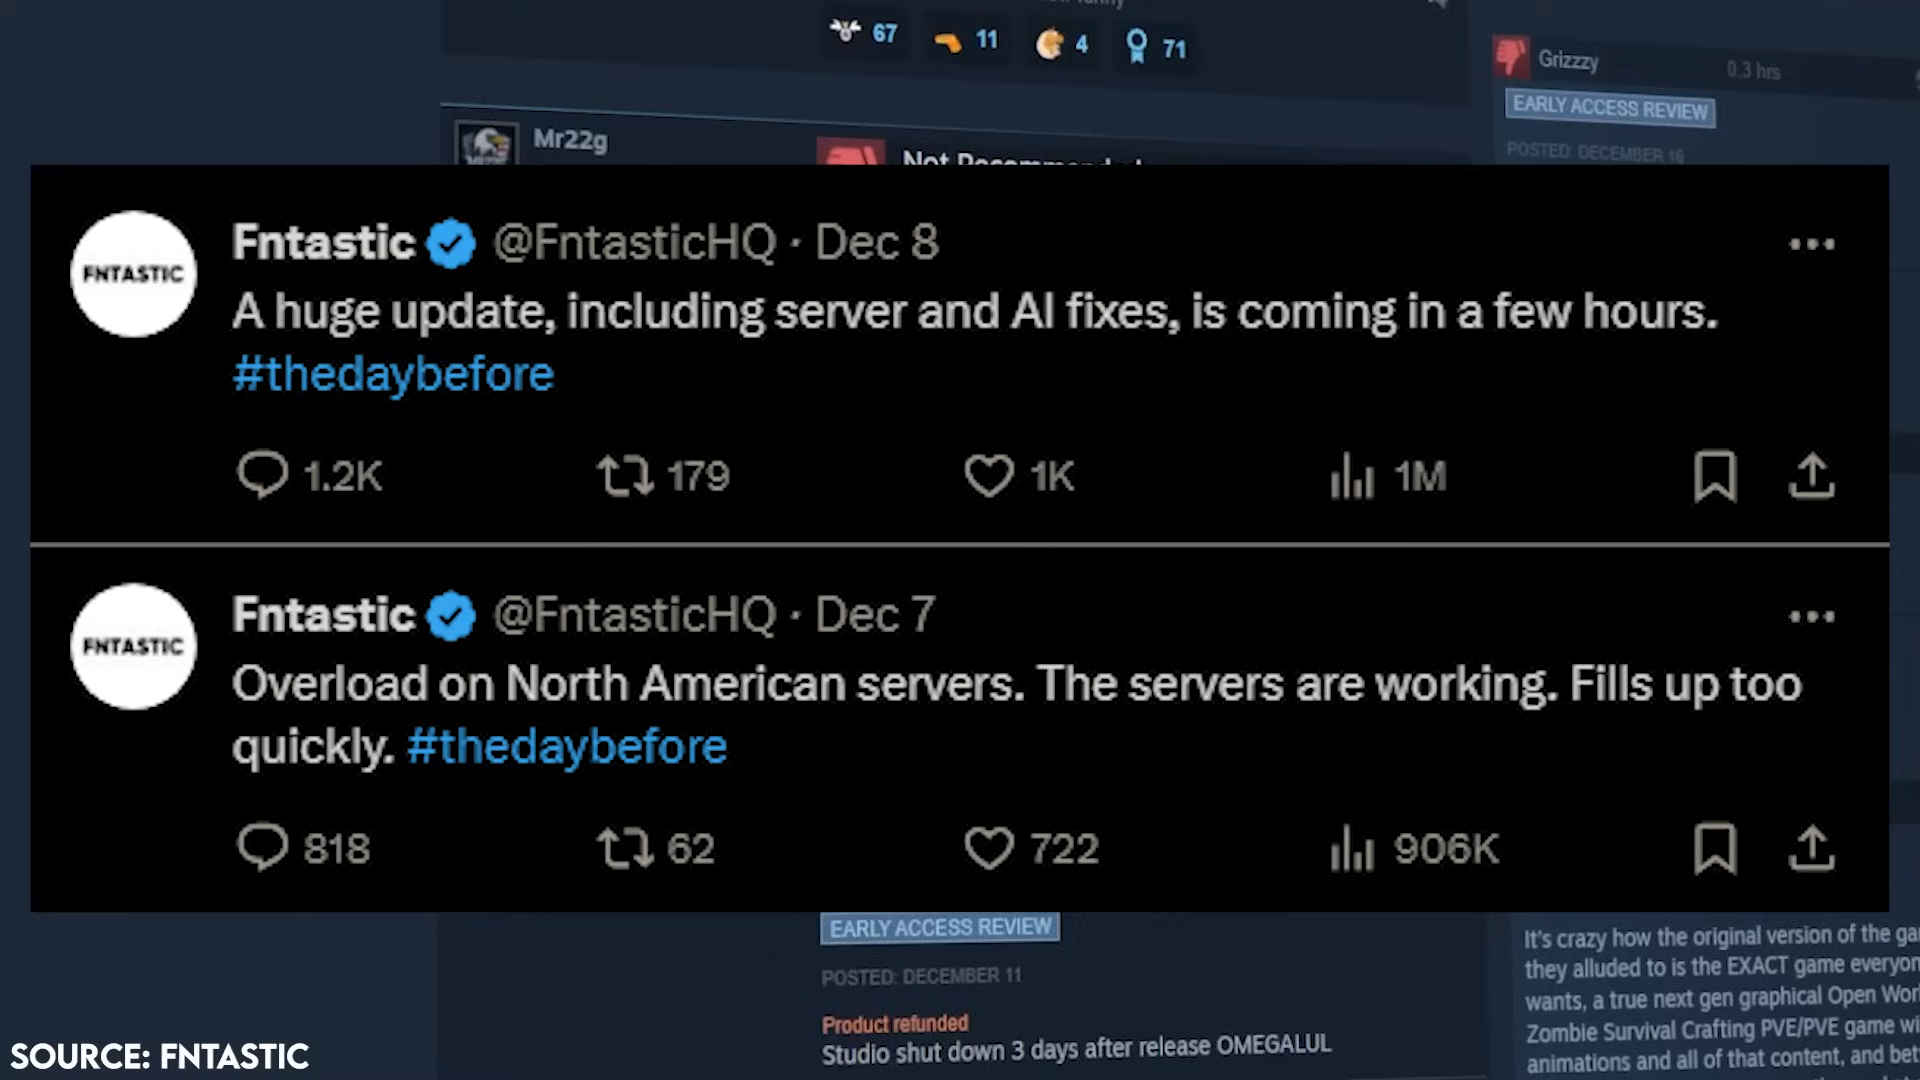 67 11 4 71
Grizzzy 0.3 hrs
EARLY ACCESS REVIEW
POSTED: DECEMBER 16
Mr22g
Not Recommended
FNTASTIC
Fntastic @FntasticHQ · Dec 8
A huge update, including server and AI fixes, is coming in a few hours.
#thedaybefore
1.2K 179 1K 1M
FNTASTIC
Fntastic @FntasticHQ · Dec 7
Overload on North American servers. The servers are working. Fills up too
quickly. #thedaybefore
818 62 722 906K
EARLY ACCESS REVIEW
POSTED: DECEMBER 11
Product refunded
Studio shut down 3 days after release OMEGALUL
It's crazy how the original version of the
they alluded to is the EXACT game
wants, a true next gen graphical Open
Zombie Survival Crafting PVE/PVE game
animations and all of that content, and
SOURCE: FNTASTIC